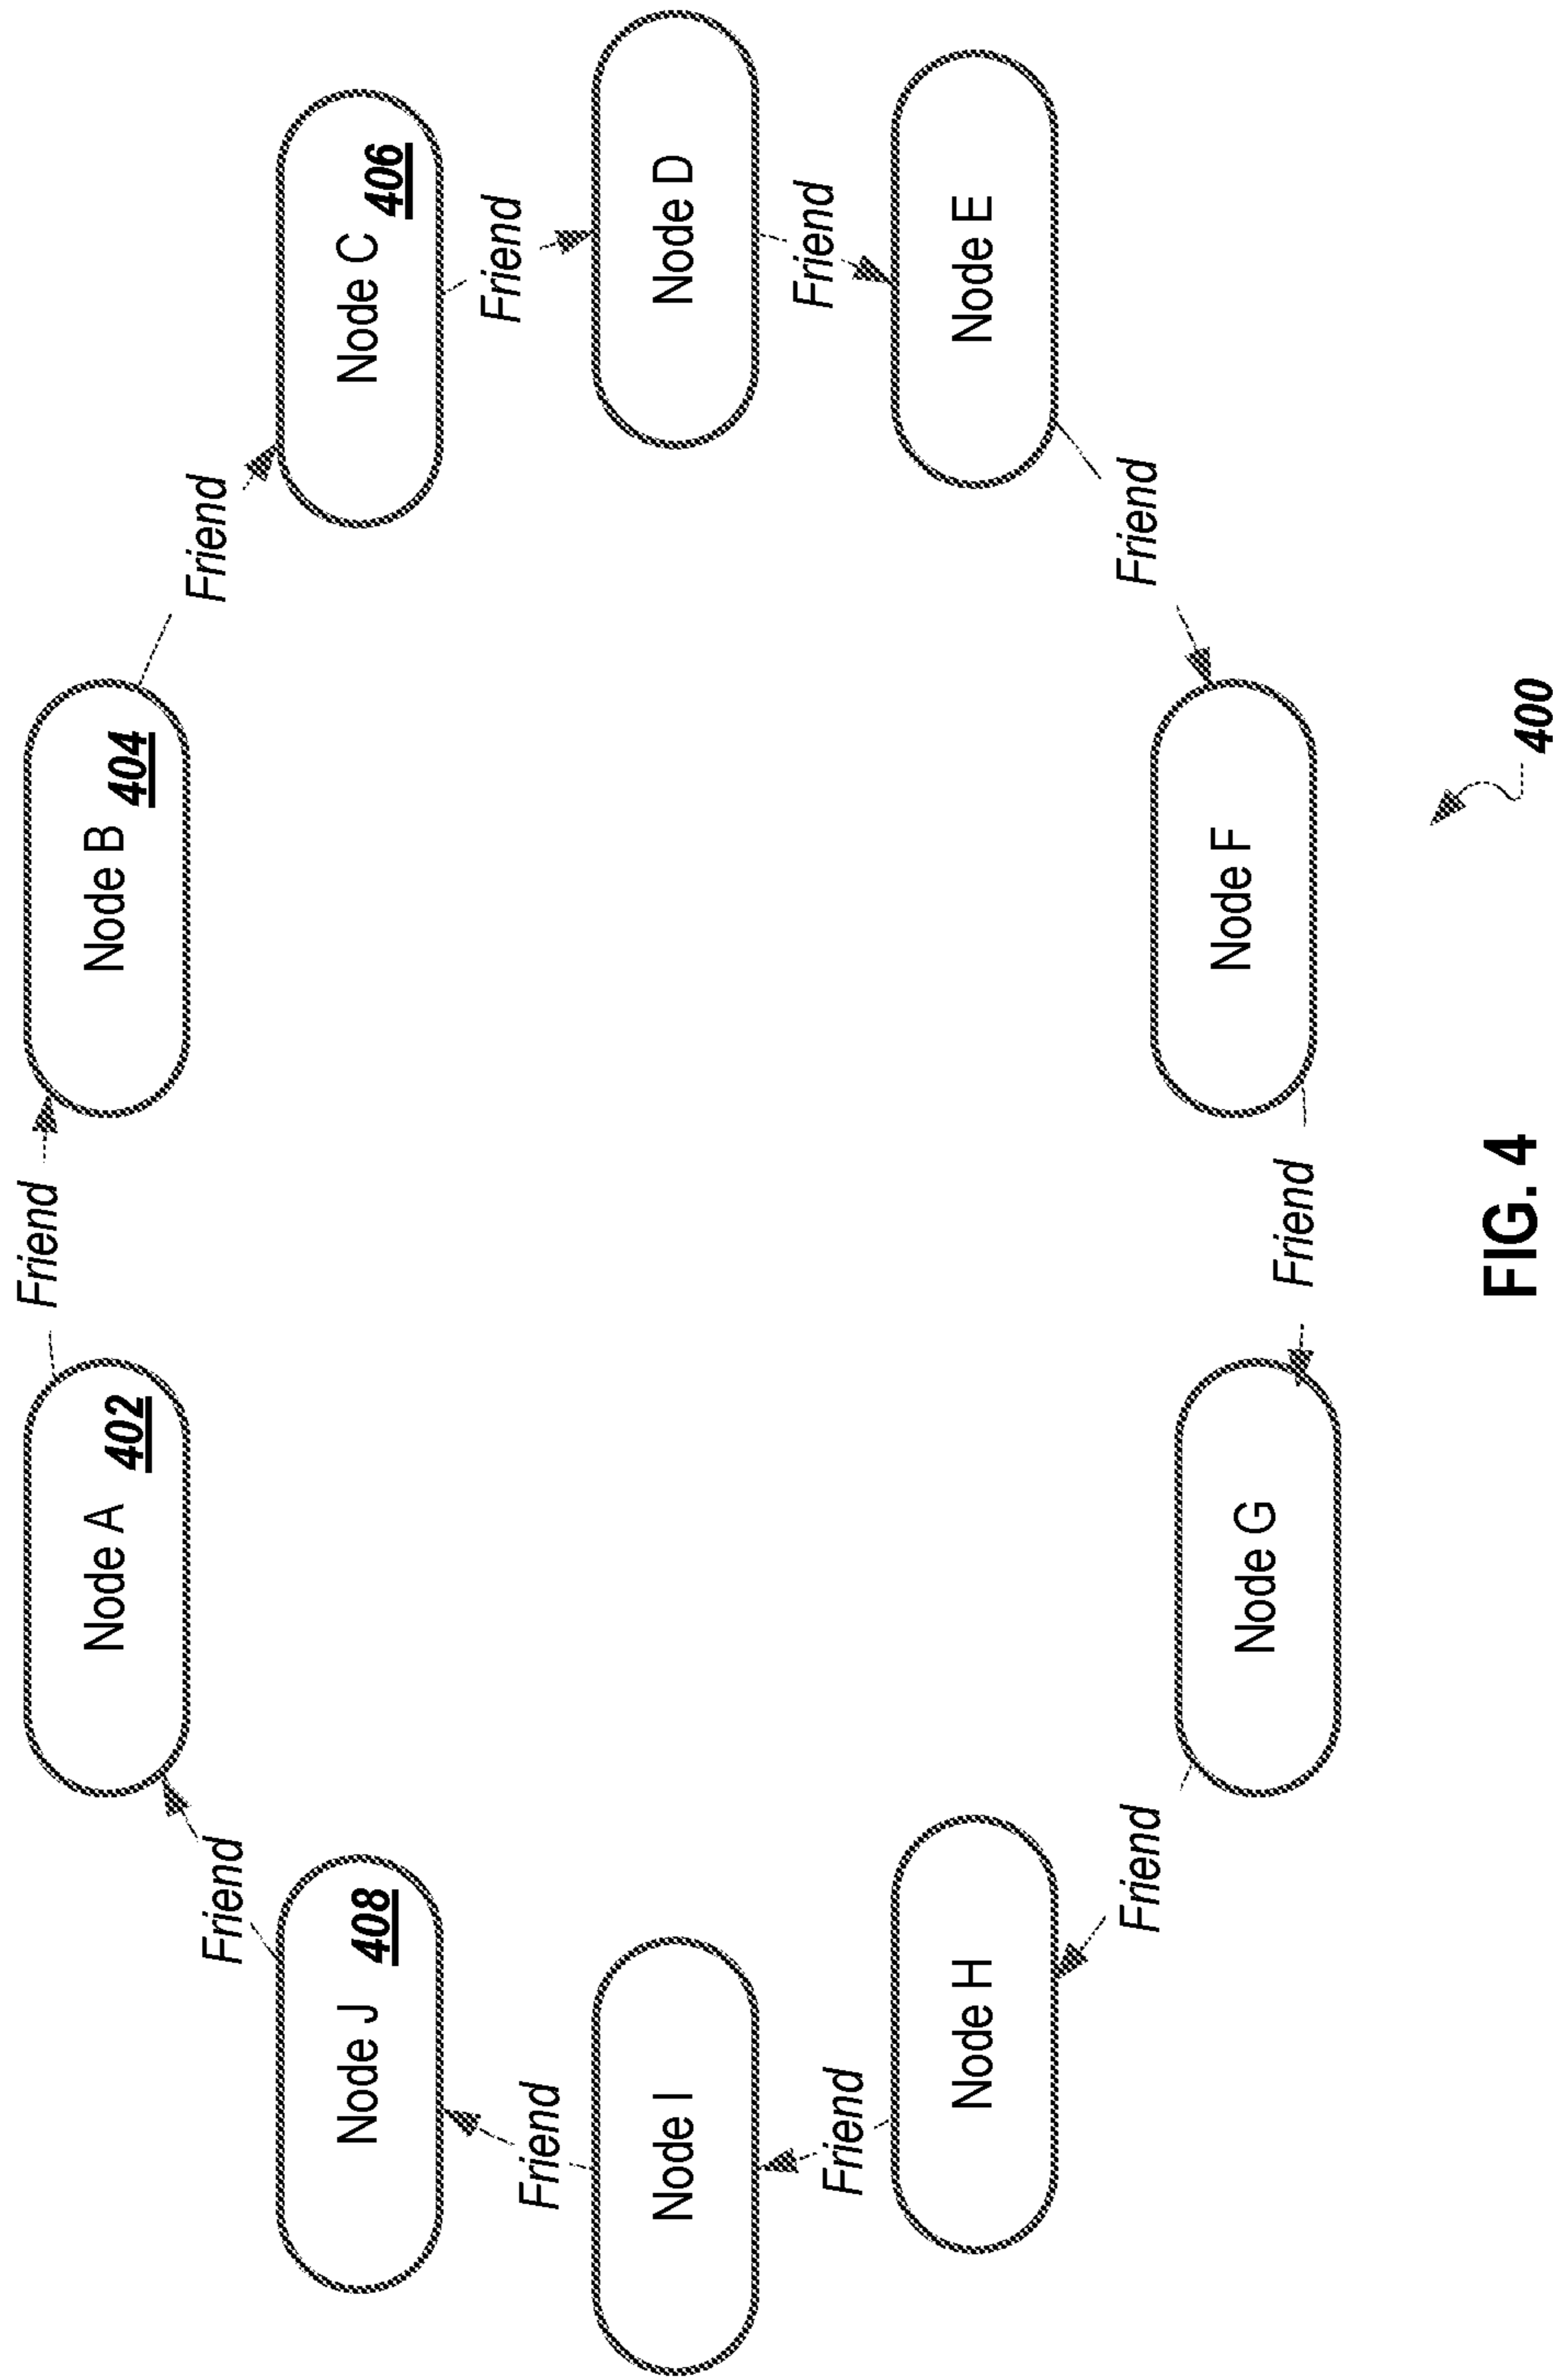 Friend
Node A
402
Node B
404
Friend
Friend
Node J
408
Node C
406
Friend
Friend
Node I
Node D
Friend
Friend
Node H
Node E
Friend
Friend
Node G
Node F
Friend
400
FIG. 4